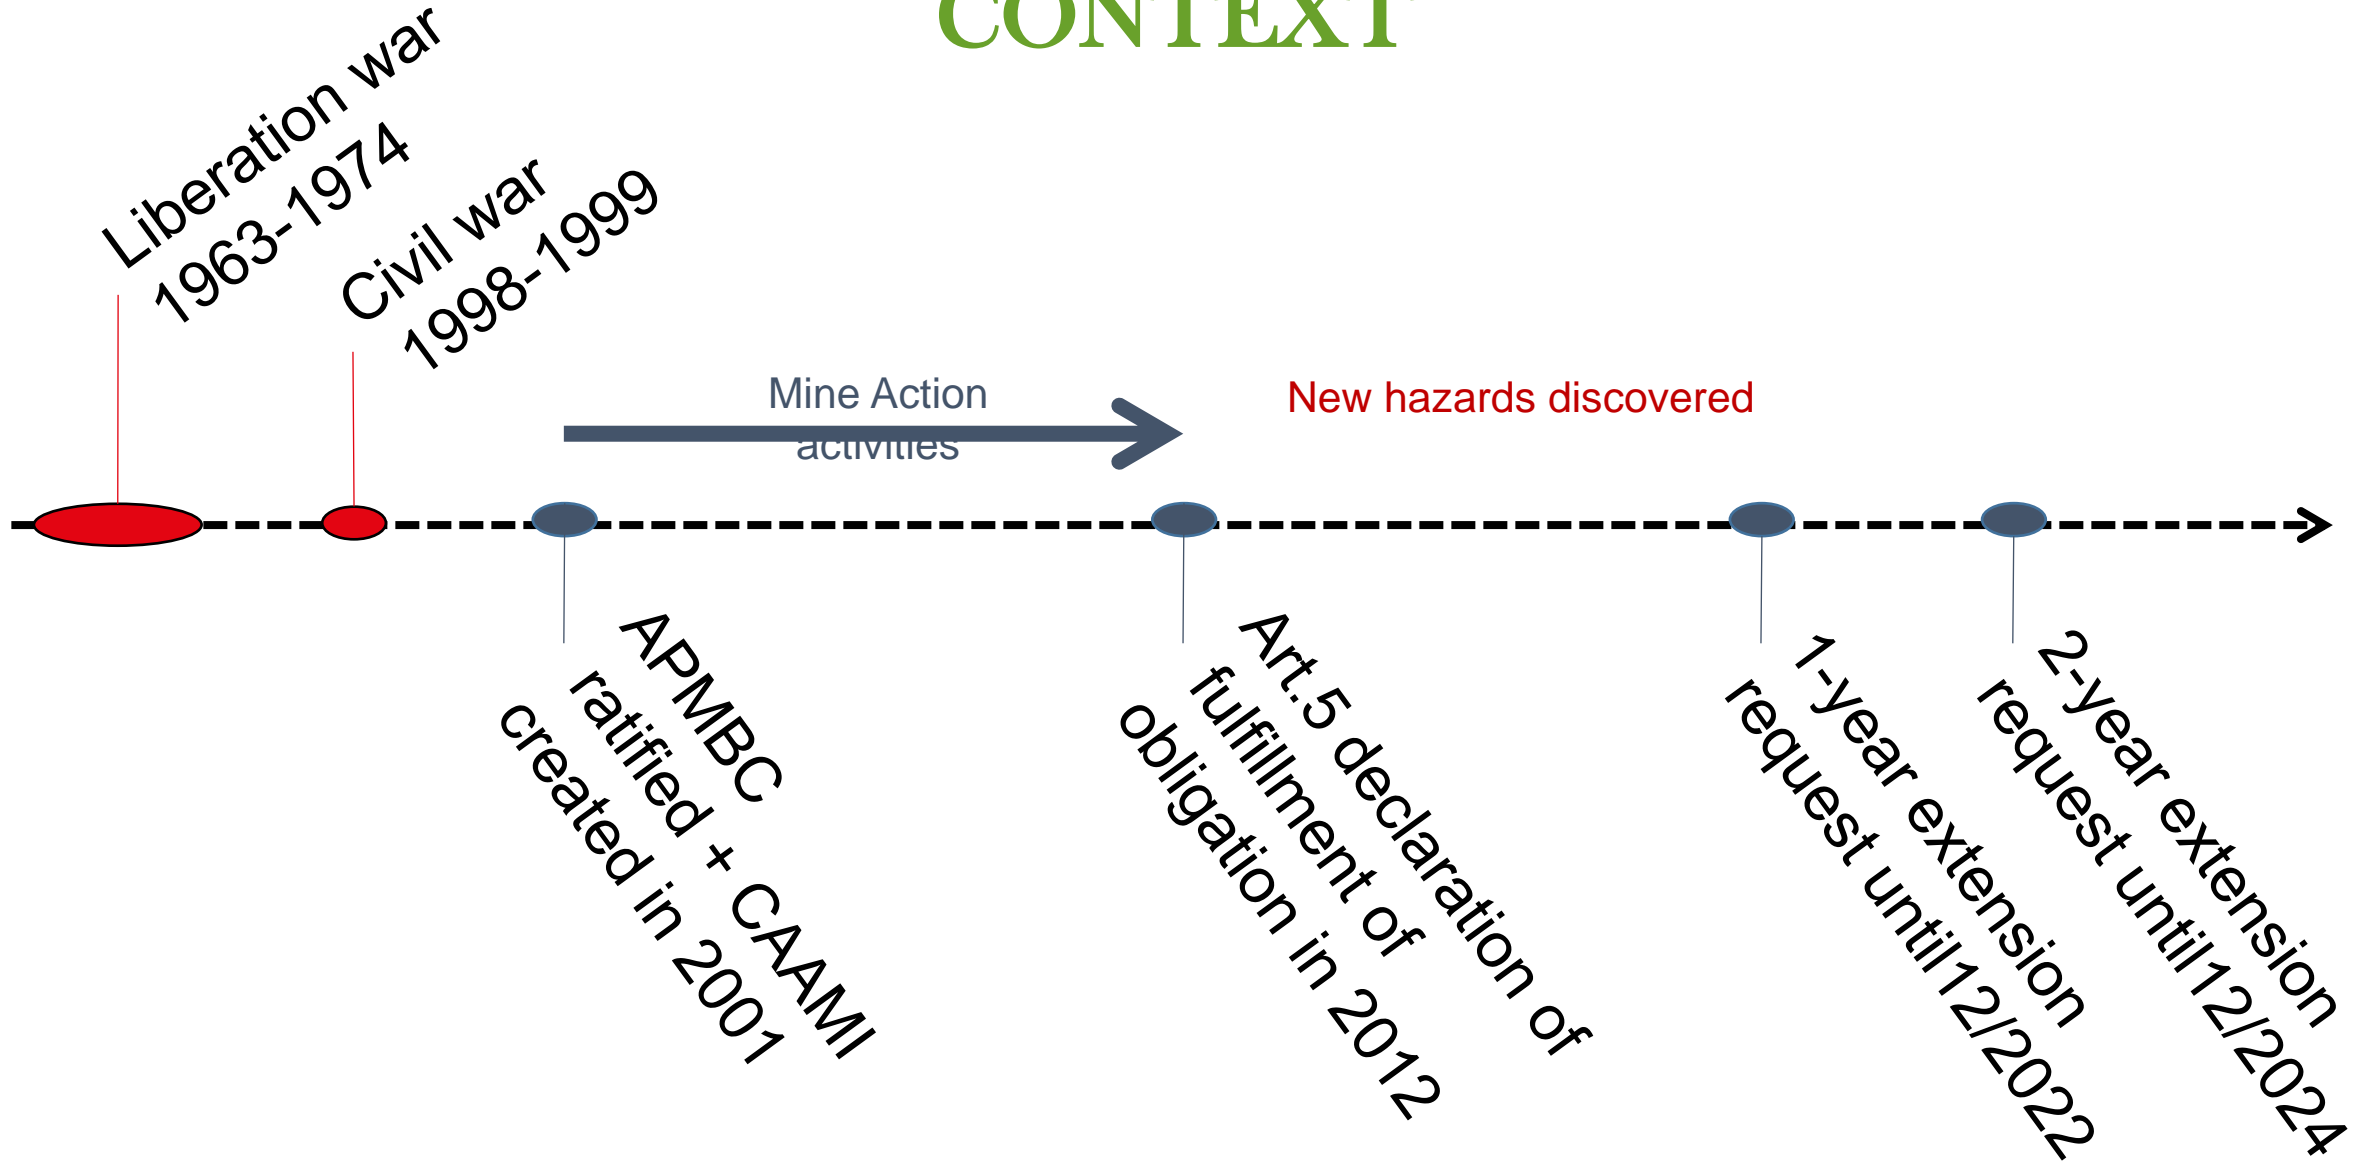 CONTEXT
Liberation war
1963-1974
Civil war
1998-1999
Mine Action
activities
New hazards discovered
APMBC
ratified + CAAMI
created in 2001
Art.5 declaration of
fulfillment of
obligation in 2012
1-year extension
request until12/2022
2-year extension
request until12/2024